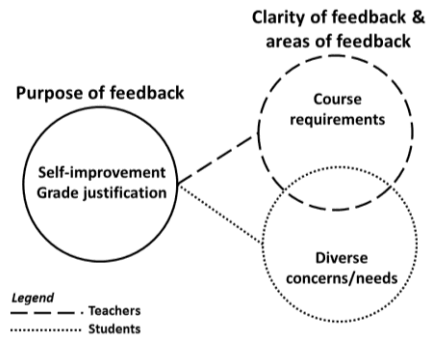 Clarity of feedback &
areas of feedback
Purpose of feedback
Course
requirements
Self-improvement
Grade justification
Diverse
concerns/needs
Legend
Teachers
Students